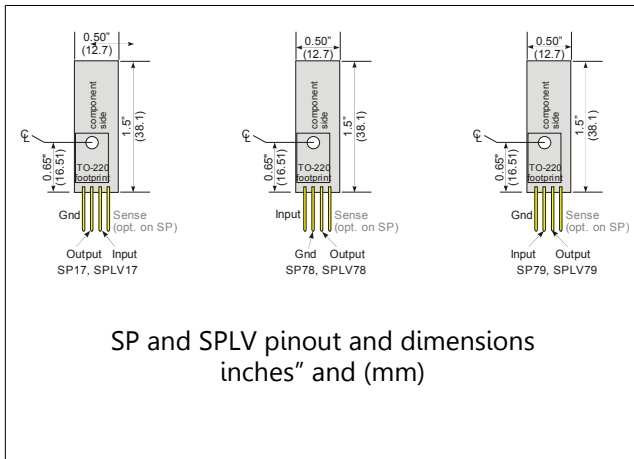 0.50"
(12.7)
component
side
1.5"
(38.1)
℄
0.65"
(16.51)
TO-220
footprint
Gnd
Sense
(opt. on SP)
Output Input
SP17, SPLV17
0.50"
(12.7)
component
side
1.5"
(38.1)
℄
0.65"
(16.51)
TO-220
footprint
Input
Sense
(opt. on SP)
Gnd Output
SP78, SPLV78
0.50"
(12.7)
component
side
1.5"
(38.1)
℄
0.65"
(16.51)
TO-220
footprint
Gnd
Sense
(opt. on SP)
Input Output
SP79, SPLV79
SP and SPLV pinout and dimensions
inches” and (mm)